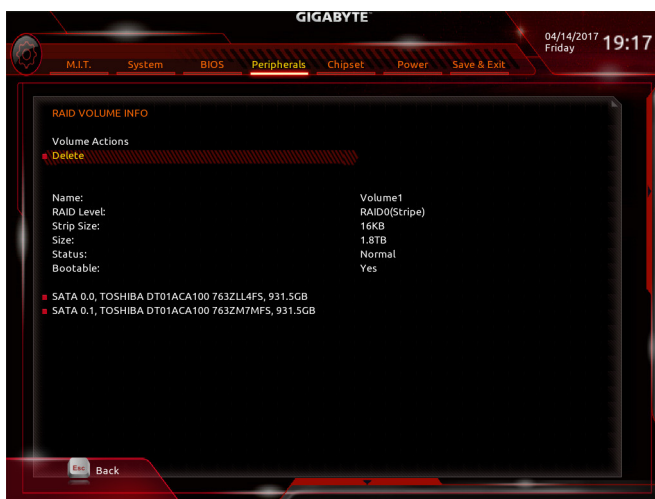 GIGABYTE
04/14/2017
Friday
19:17
M.I.T. System BIOS Peripherals Chipset Power Save & Exit
RAID VOLUME INFO
Volume Actions
Delete
Name: Volume1
RAID Level: RAID0(Stripe)
Strip Size: 16KB
Size: 1.8TB
Status: Normal
Bootable: Yes
SATA 0.0, TOSHIBA DT01ACA100 763ZLL4FS, 931.5GB
SATA 0.1, TOSHIBA DT01ACA100 763ZM7MFS, 931.5GB
Esc Back